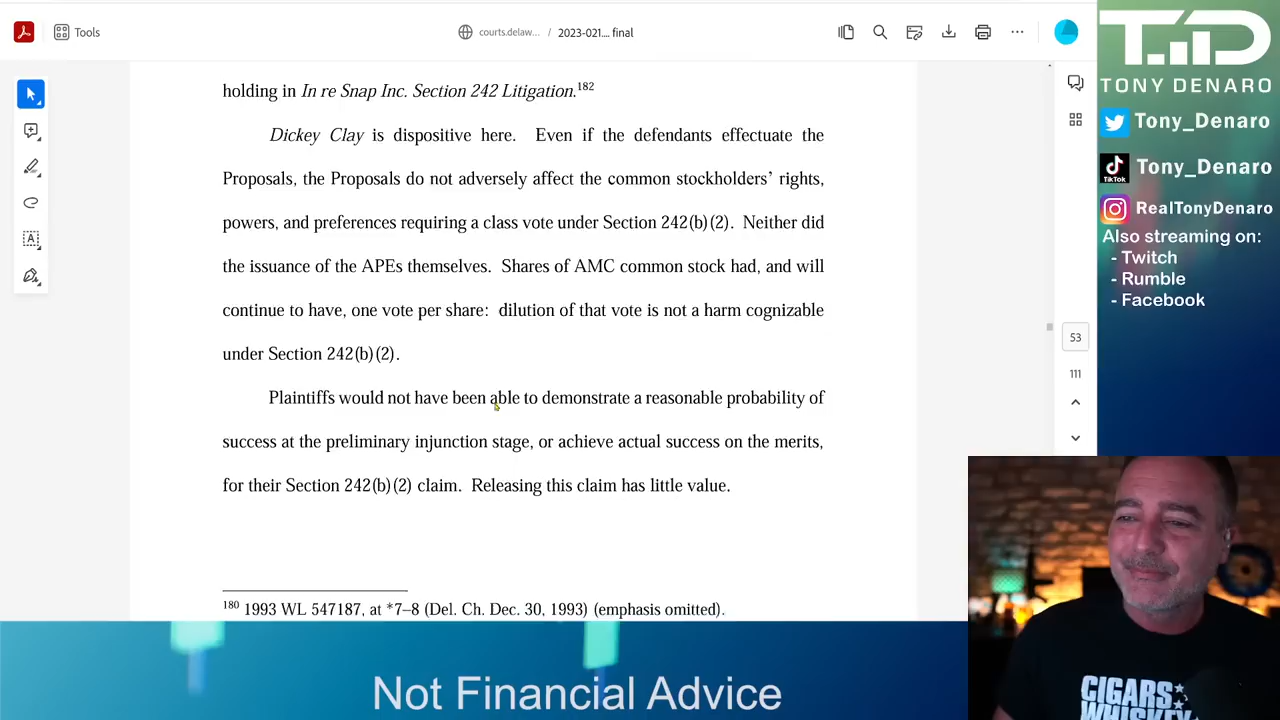 Tools
courts.delaw... / 2023-021.... final
holding in In re Snap Inc. Section 242 Litigation.182
Dickey Clay is dispositive here. Even if the defendants effectuate the
Proposals, the Proposals do not adversely affect the common stockholders' rights,
powers, and preferences requiring a class vote under Section 242(b)(2). Neither did
the issuance of the APEs themselves. Shares of AMC common stock had, and will
continue to have, one vote per share: dilution of that vote is not a harm cognizable
under Section 242(b)(2).
Plaintiffs would not have been able to demonstrate a reasonable probability of
success at the preliminary injunction stage, or achieve actual success on the merits,
for their Section 242(b)(2) claim. Releasing this claim has little value.
180 1993 WL 547187, at *7–8 (Del. Ch. Dec. 30, 1993) (emphasis omitted).
53
111
TD
TONY DENARO
Tony_Denaro
TikTok
Tony_Denaro
RealTonyDenaro
Also streaming on:
- Twitch
- Rumble
- Facebook
CIGARS
WHISKEY
Not Financial Advice